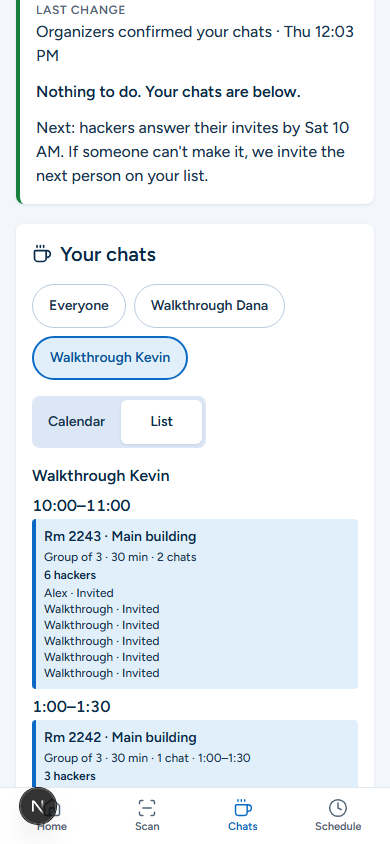 LAST CHANGE
Organizers confirmed your chats · Thu 12:03
PM
Nothing to do. Your chats are below.
Next: hackers answer their invites by Sat 10
AM. If someone can't make it, we invite the
next person on your list.
Your chats
Everyone
Walkthrough Dana
Walkthrough Kevin
Calendar
List
Walkthrough Kevin
10:00–11:00
Rm 2243 · Main building
Group of 3 · 30 min · 2 chats
6 hackers
Alex · Invited
Walkthrough · Invited
Walkthrough · Invited
Walkthrough · Invited
Walkthrough · Invited
Walkthrough · Invited
1:00–1:30
Rm 2242 · Main building
Group of 3 · 30 min · 1 chat · 1:00–1:30
3 hackers
N
Home
Scan
Chats
Schedule